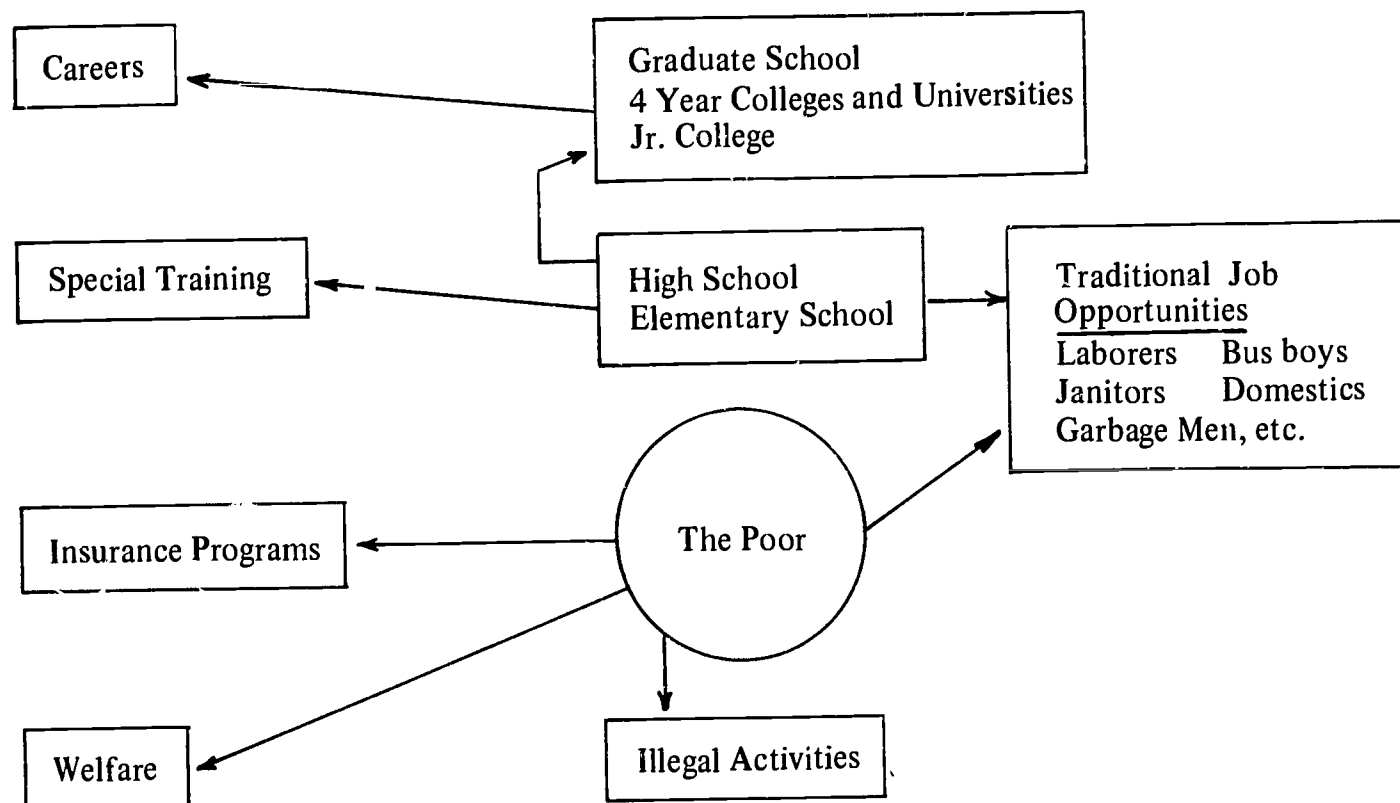 Careers
Graduate School
4 Year Colleges and Universities
Jr. College
Special Training
High School
Elementary School
Traditional Job
Opportunities
Laborers Bus boys
Janitors Domestics
Garbage Men, etc.
Insurance Programs
The Poor
Welfare
Illegal Activities